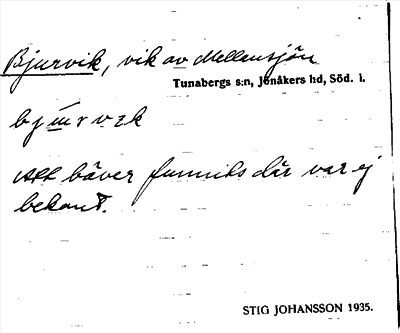 Bjurvik, vik av Mellansjön
Tunabergs s:n, Jönåkers hd, Söd. l.
Att bäver funnits där var ej
bekant.
STIG JOHANSSON 1935.